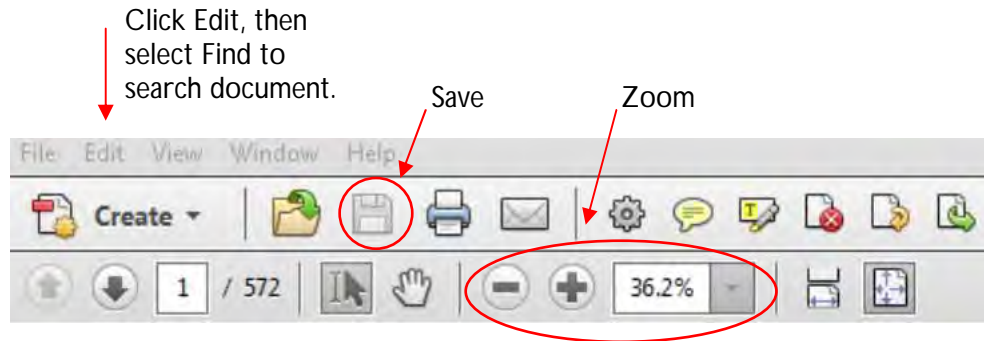 Click Edit, then
select Find to
search document.
Save
Zoom
File Edit View Window Help
Create
T
1 / 572
36.2%